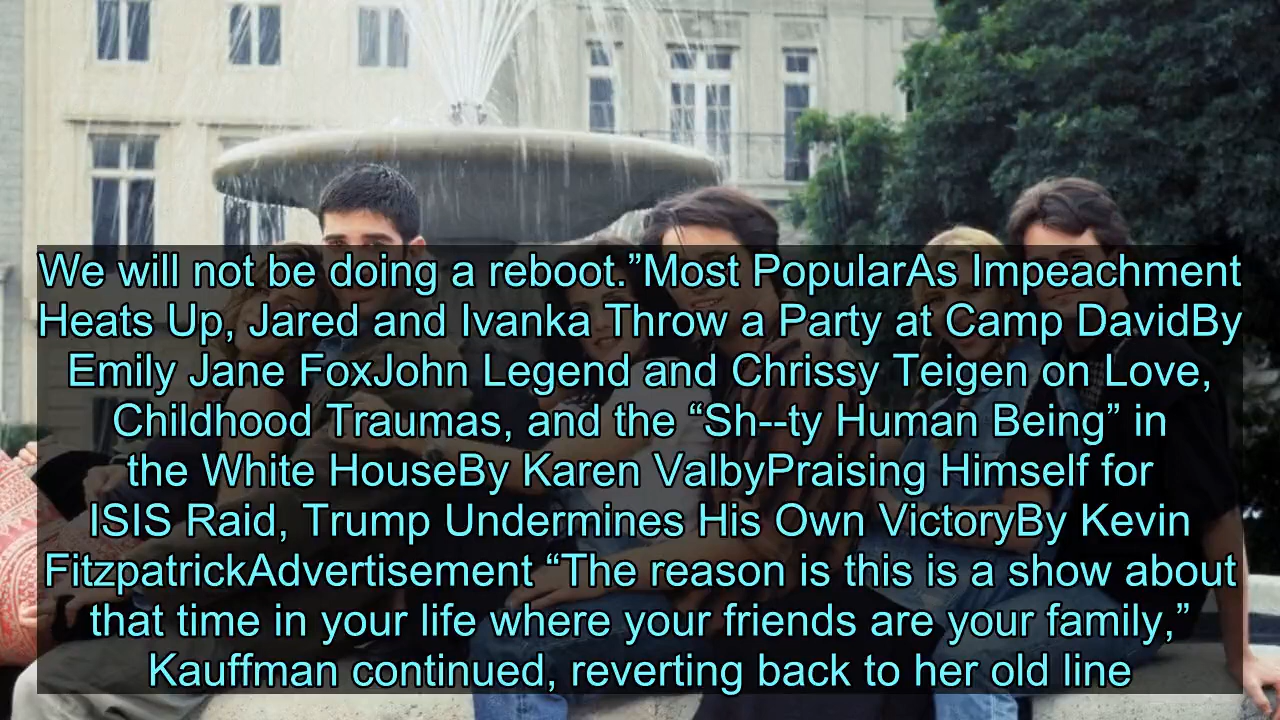 We will not be doing a reboot.”Most PopularAs Impeachment
Heats Up, Jared and Ivanka Throw a Party at Camp DavidBy
Emily Jane FoxJohn Legend and Chrissy Teigen on Love,
Childhood Traumas, and the “Sh--ty Human Being” in
the White HouseBy Karen ValbyPraising Himself for
ISIS Raid, Trump Undermines His Own VictoryBy Kevin
FitzpatrickAdvertisement “The reason is this is a show about
that time in your life where your friends are your family,”
Kauffman continued, reverting back to her old line